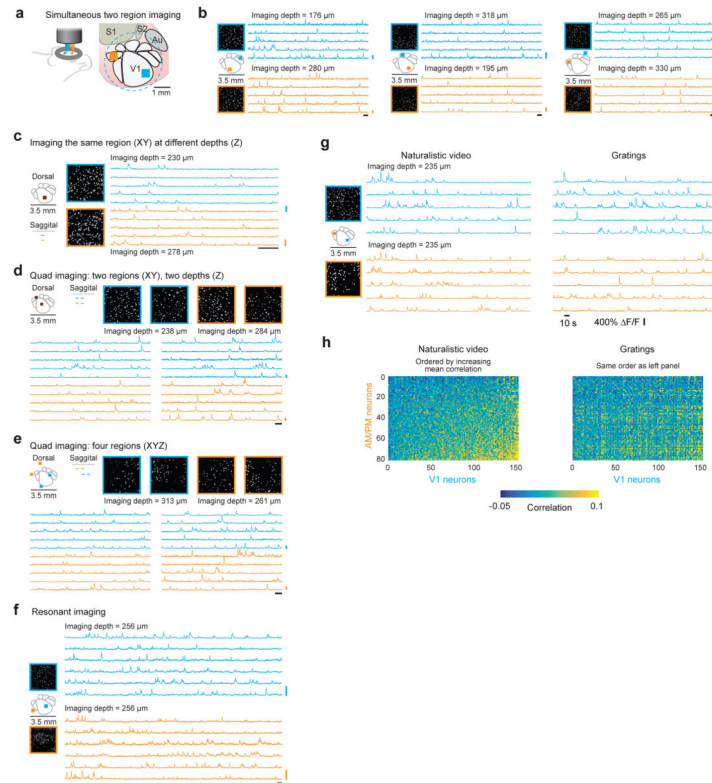 a Simultaneous two region imaging
S1
S2
Au
V1
1 mm
b
Imaging depth = 176 µm
3.5 mm
Imaging depth = 280 µm
Imaging depth = 318 µm
3.5 mm
Imaging depth = 195 µm
Imaging depth = 265 µm
3.5 mm
Imaging depth = 330 µm
c Imaging the same region (XY) at different depths (Z)
Imaging depth = 230 µm
Dorsal
3.5 mm
Saggital
Imaging depth = 278 µm
d Quad imaging: two regions (XY), two depths (Z)
Dorsal Saggital
3.5 mm
Imaging depth = 238 µm Imaging depth = 284 µm
e Quad imaging: four regions (XYZ)
Dorsal Saggital
3.5 mm
Imaging depth = 313 µm Imaging depth = 261 µm
f Resonant imaging
Imaging depth = 256 µm
3.5 mm
Imaging depth = 256 µm
g
Naturalistic video Gratings
Imaging depth = 235 µm
3.5 mm
Imaging depth = 235 µm
10 s 400% ΔF/F
h
Naturalistic video Gratings
Ordered by increasing
mean correlation
Same order as left panel
AM/PM neurons
0
20
40
60
80
0 50 100 150
0 50 100 150
V1 neurons V1 neurons
-0.05 Correlation 0.1